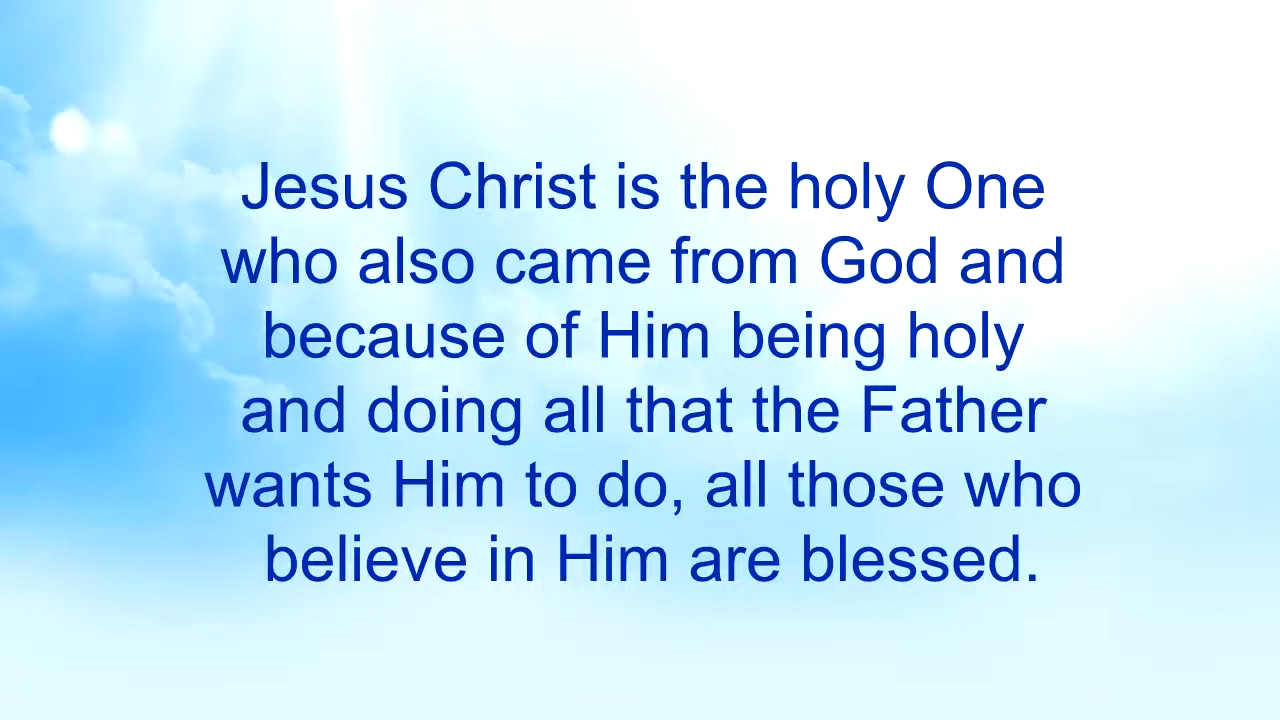 Jesus Christ is the holy One
who also came from God and
because of Him being holy
and doing all that the Father
wants Him to do, all those who
believe in Him are blessed.